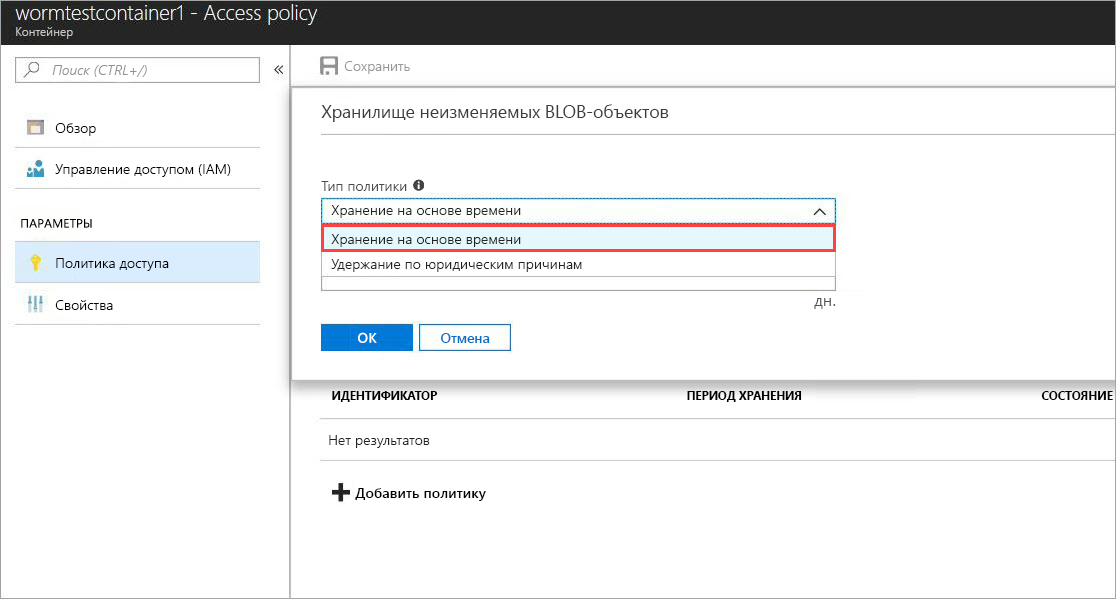 wormtestcontainer1 - Access policy
Контейнер
Поиск (CTRL+/)
«
Обзор
Управление доступом (IAM)
ПАРАМЕТРЫ
Политика доступа
Свойства
Сохранить
Хранилище неизменяемых BLOB-объектов
Тип политики
Хранение на основе времени
Хранение на основе времени
Удержание по юридическим причинам
дн.
ОК Отмена
ИДЕНТИФИКАТОР ПЕРИОД ХРАНЕНИЯ СОСТОЯНИЕ
Нет результатов
Добавить политику